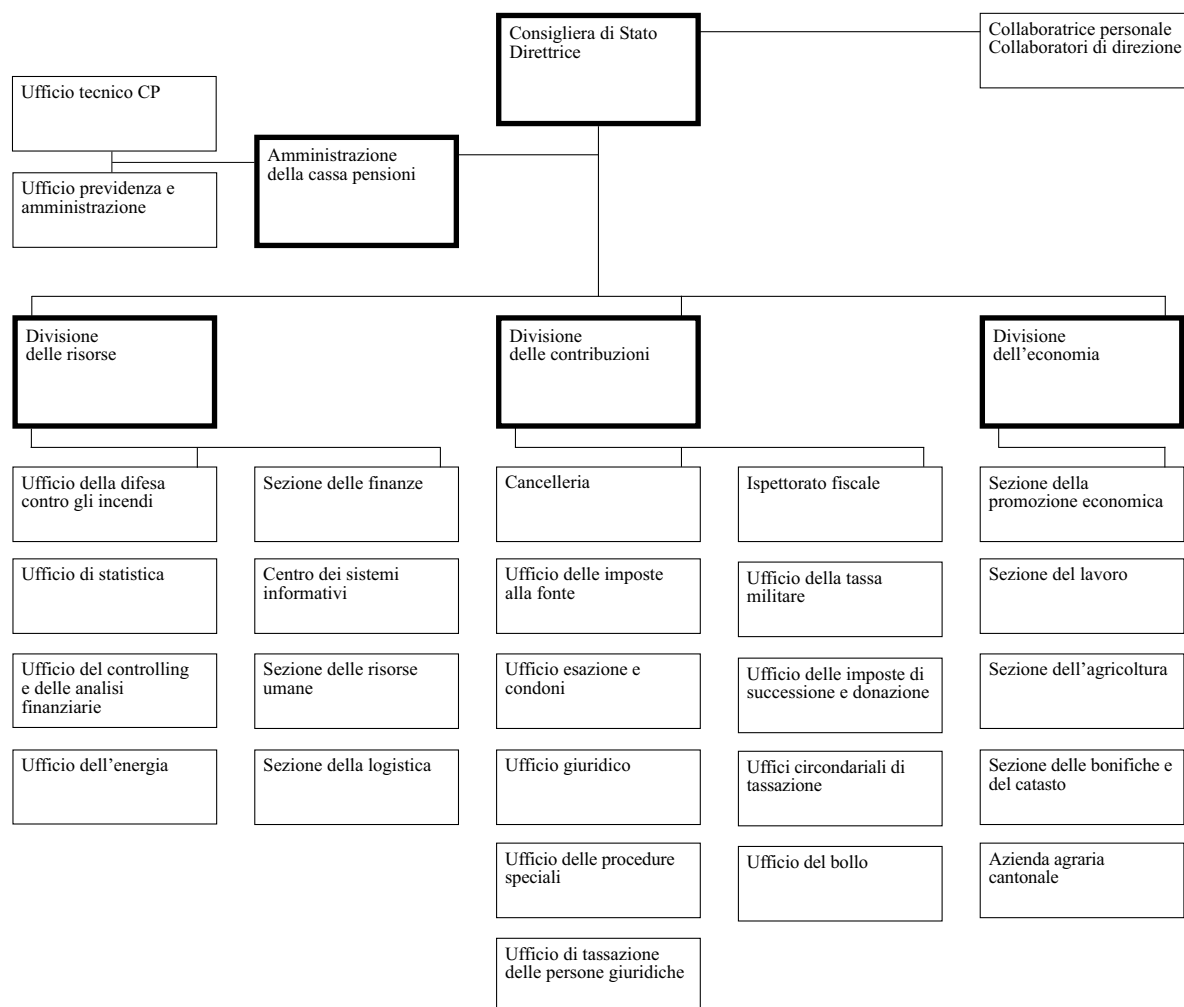 Consigliera di Stato
Direttrice
Collaboratrice personale
Collaboratori di direzione
Ufficio tecnico CP
Amministrazione
della cassa pensioni
Ufficio previdenza e
amministrazione
Divisione
delle risorse
Divisione
delle contribuzioni
Divisione
dell’economia
Ufficio della difesa
contro gli incendi
Sezione delle finanze
Cancelleria
Ispettorato fiscale
Sezione della
promozione economica
Ufficio di statistica
Centro dei sistemi
informativi
Ufficio delle imposte
alla fonte
Ufficio della tassa
militare
Sezione del lavoro
Ufficio del controlling
e delle analisi
finanziarie
Sezione delle risorse
umane
Ufficio esazione e
condoni
Ufficio delle imposte di
successione e donazione
Sezione dell’agricoltura
Ufficio dell’energia
Sezione della logistica
Ufficio giuridico
Uffici circondariali di
tassazione
Sezione delle bonifiche e
del catasto
Ufficio delle procedure
speciali
Ufficio del bollo
Azienda agraria
cantonale
Ufficio di tassazione
delle persone giuridiche